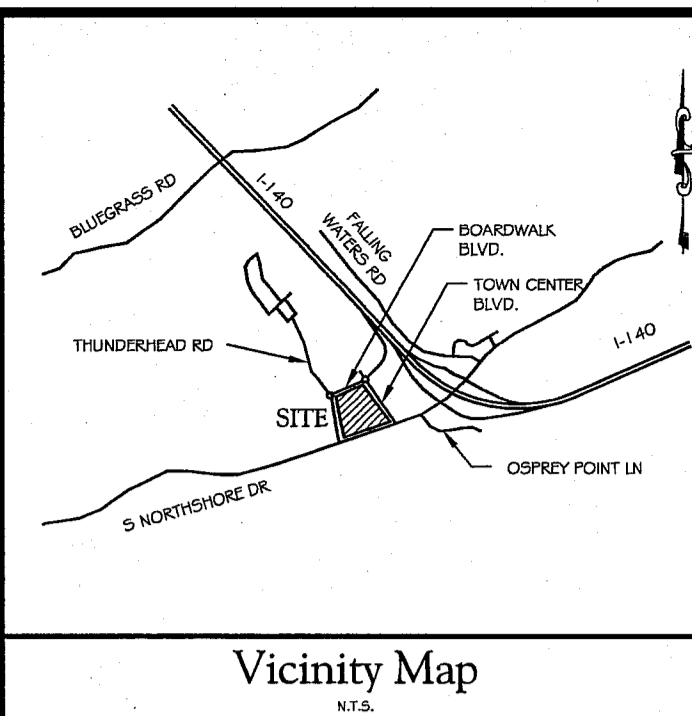 BLUEGRASS RD
I-140
FALLING
WATERS RD
BOARDWALK
BLVD.
TOWN CENTER
BLVD.
THUNDERHEAD RD
I-140
SITE
OSPREY POINT LN
S NORTHSHORE DR
Vicinity Map
N.T.S.